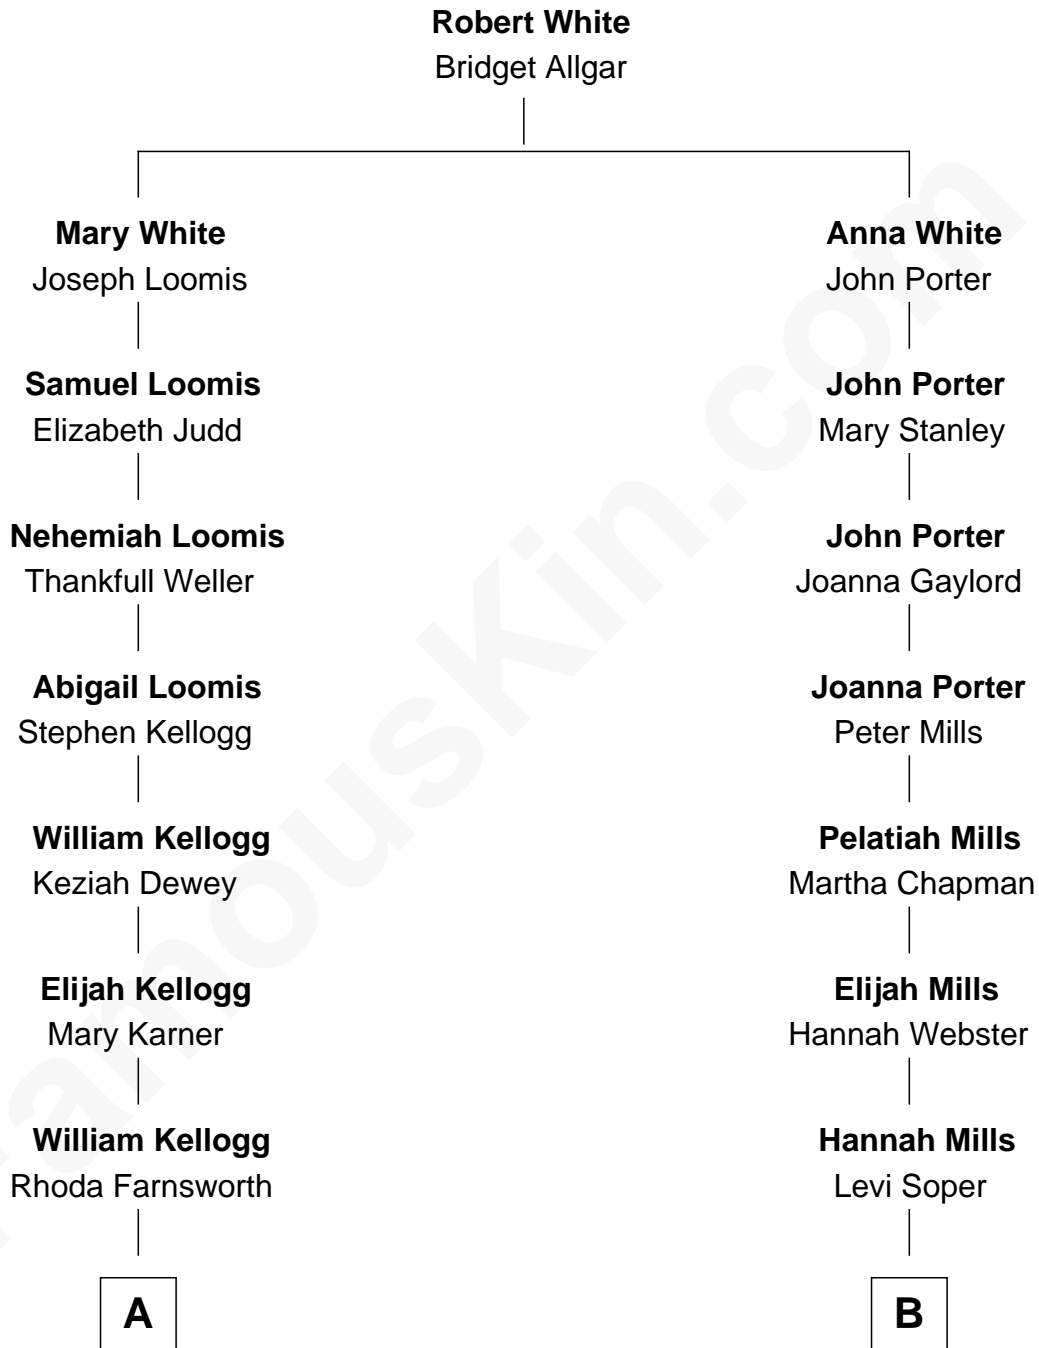 Robert White
Bridget Allgar
Mary White
Joseph Loomis
Anna White
John Porter
Samuel Loomis
Elizabeth Judd
John Porter
Mary Stanley
Nehemiah Loomis
Thankfull Weller
John Porter
Joanna Gaylord
Abigail Loomis
Stephen Kellogg
Joanna Porter
Peter Mills
William Kellogg
Keziah Dewey
Pelatiah Mills
Martha Chapman
Elijah Kellogg
Mary Karner
Elijah Mills
Hannah Webster
William Kellogg
Rhoda Farnsworth
Hannah Mills
Levi Soper
A
B
FamousKin.com